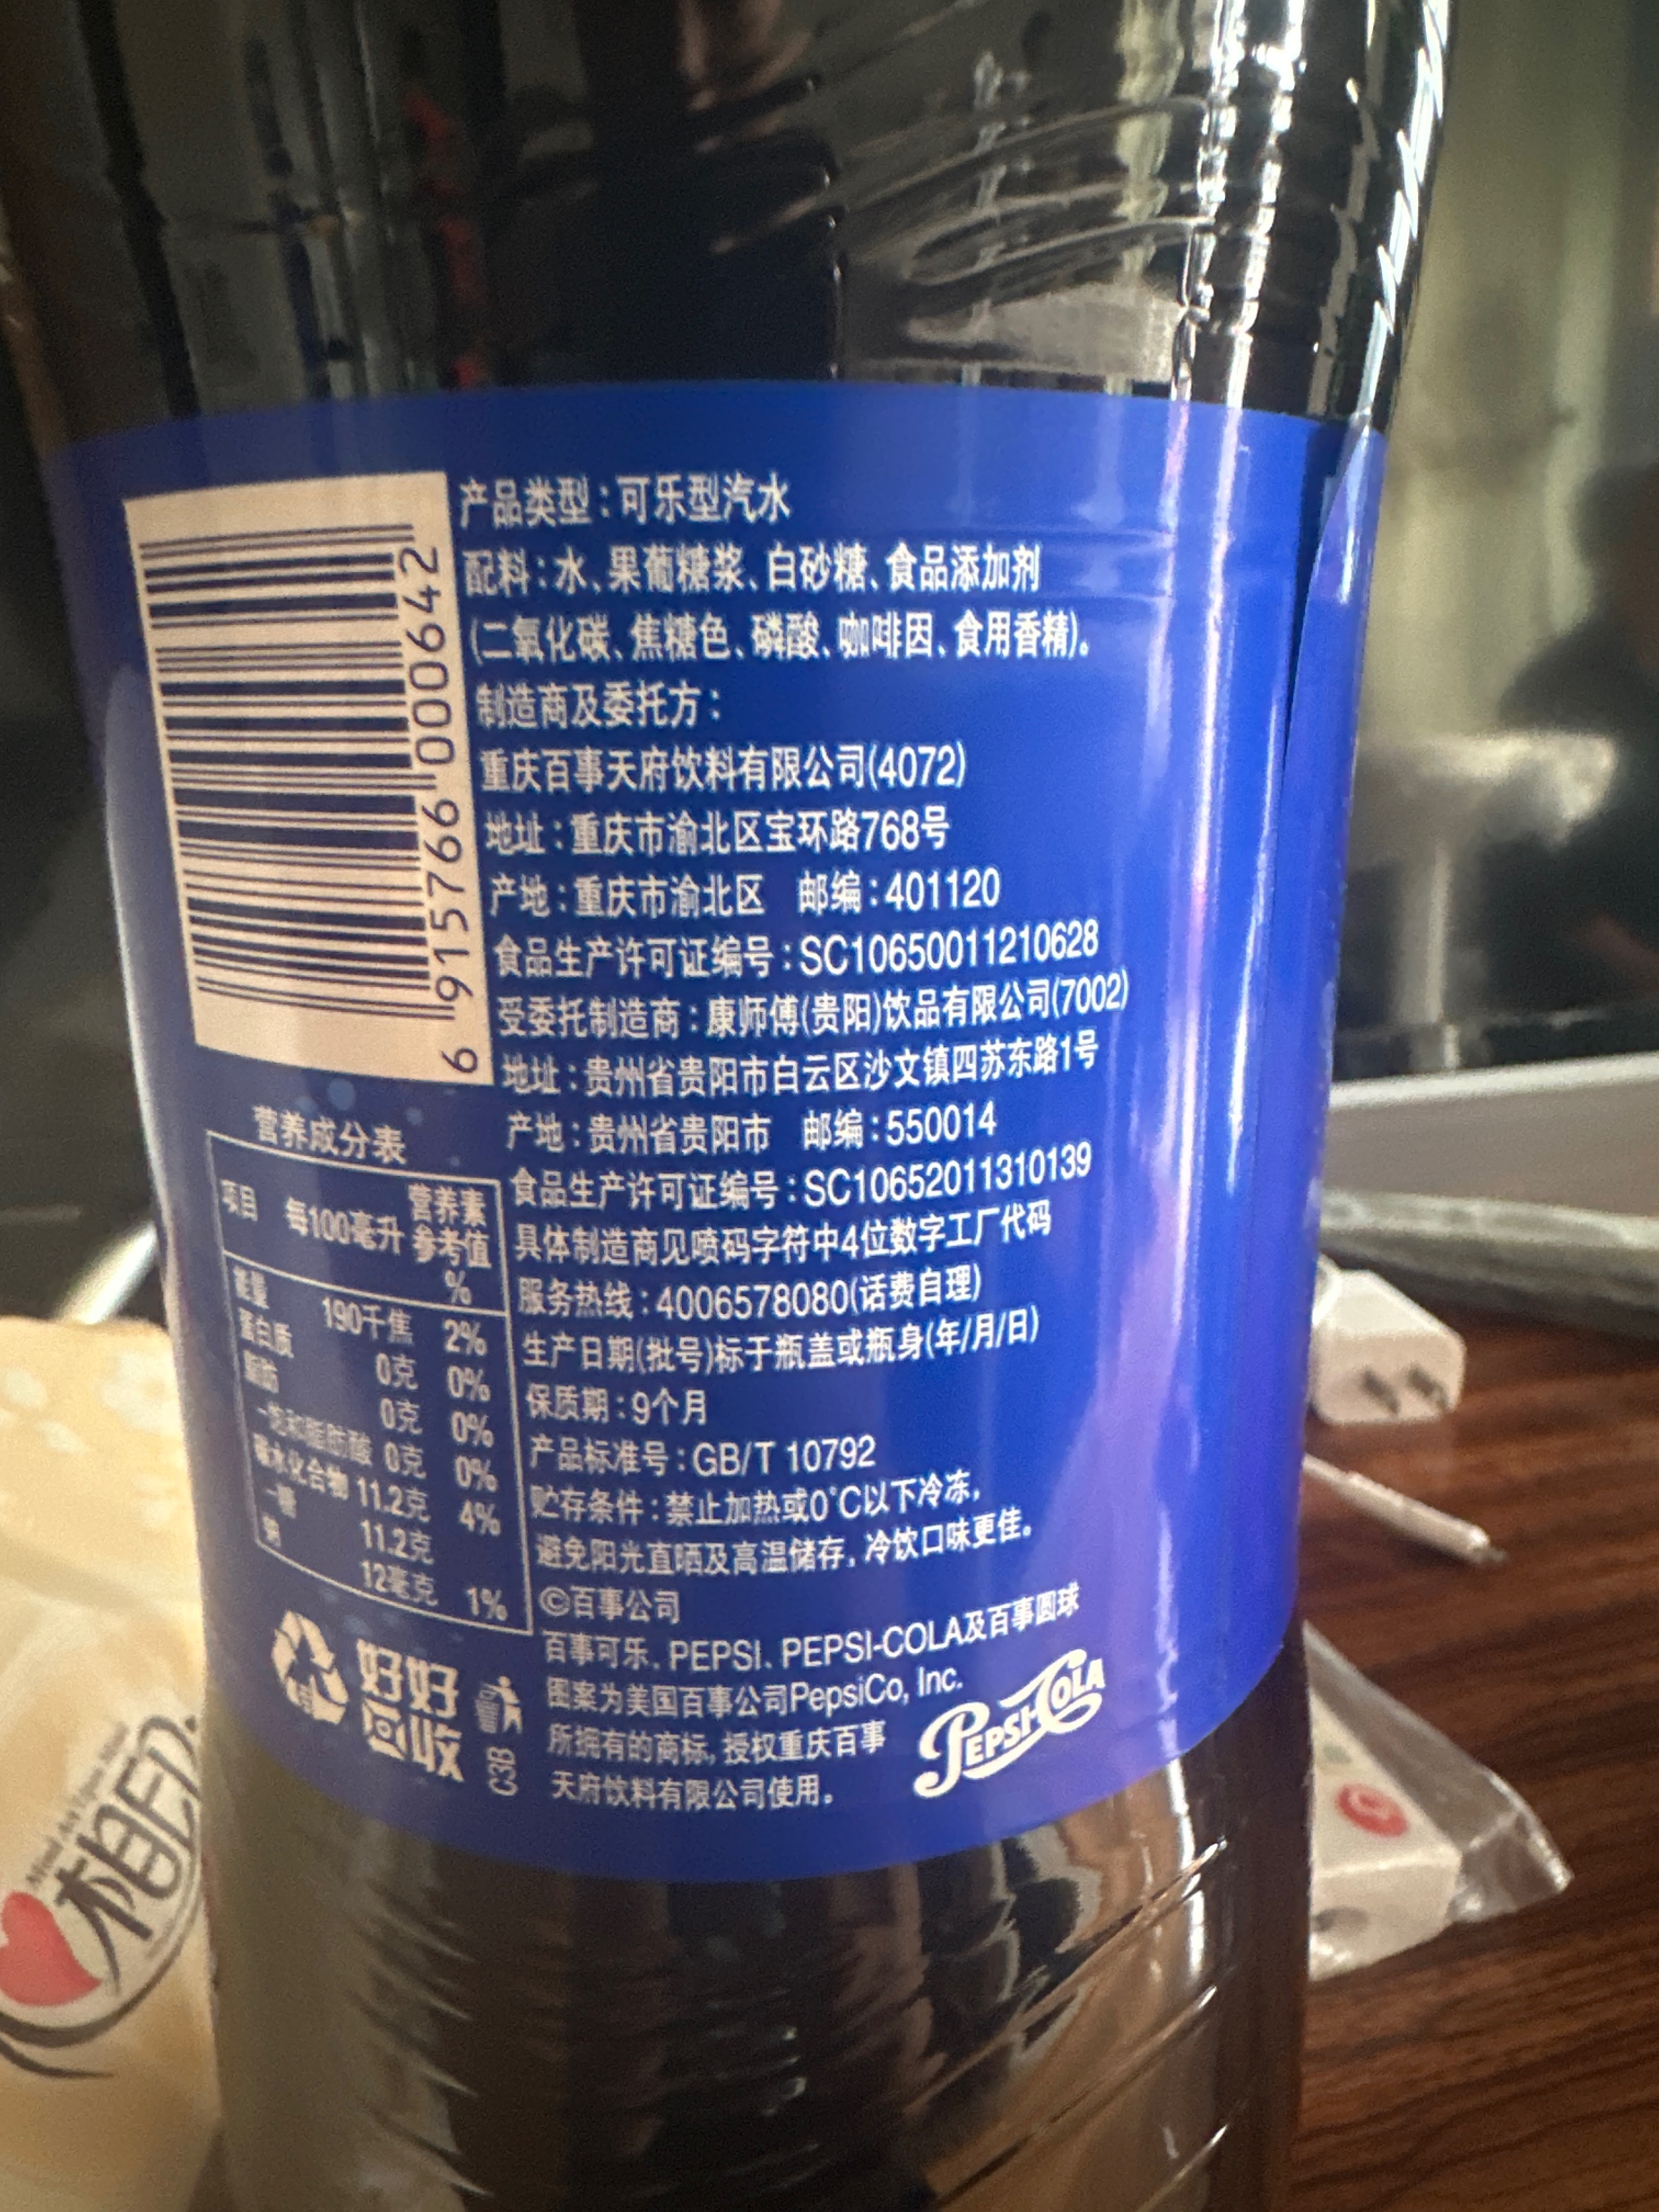 产品类型：可乐型汽水
配料：水、果葡糖浆、白砂糖、食品添加剂
(二氧化碳、焦糖色、磷酸、咖啡因、食用香精)。
制造商及委托方：
重庆百事天府饮料有限公司(4072)
地址：重庆市渝北区宝环路768号
产地：重庆市渝北区 邮编：401120
食品生产许可证编号：SC10650011210628
受委托制造商：康师傅(贵阳)饮品有限公司(7002)
地址：贵州省贵阳市白云区沙文镇四苏东路1号
产地：贵州省贵阳市 邮编：550014
食品生产许可证编号：SC10652011310139
具体制造商见喷码字符中4位数字工厂代码
服务热线：4006578080(话费自理)
生产日期(批号)标于瓶盖或瓶身(年/月/日)
保质期：9个月
产品标准号：GB/T 10792
贮存条件：禁止加热或0°C以下冷冻，
避免阳光直晒及高温储存，冷饮口味更佳。
©百事公司
百事可乐、PEPSI、PEPSI-COLA及百事圆球
图案为美国百事公司PepsiCo, Inc.
所拥有的商标，授权重庆百事
天府饮料有限公司使用。
PEPSI-COLA
6 915766 000642
营养成分表
项目 每100毫升 营养素参考值%
能量 190千焦 2%
蛋白质 0克 0%
脂肪 0克 0%
-饱和脂肪酸 0克 0%
碳水化合物 11.2克 4%
-糖 11.2克
钠 12毫克 1%
好好
回收
C3B
心相印